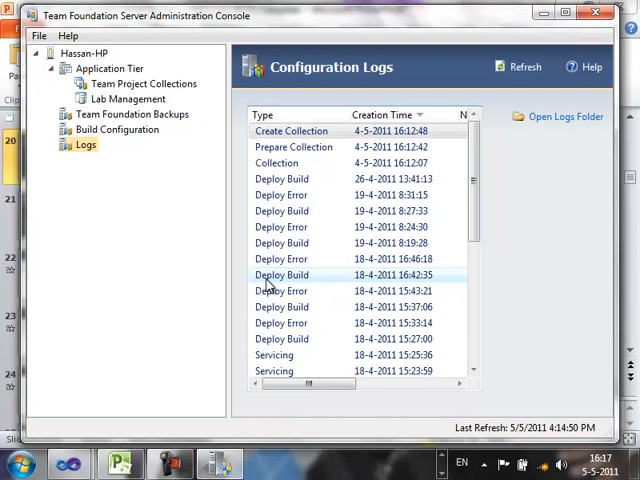 Team Foundation Server Administration Console
File Help
Hassan-HP
Application Tier
Team Project Collections
Lab Management
Team Foundation Backups
Build Configuration
Logs
Configuration Logs
Refresh
Help
Type Creation Time N
Create Collection 4-5-2011 16:12:48
Prepare Collection 4-5-2011 16:12:42
Collection 4-5-2011 16:12:07
Deploy Build 26-4-2011 13:41:13
Deploy Error 19-4-2011 8:31:15
Deploy Build 19-4-2011 8:27:33
Deploy Error 19-4-2011 8:24:30
Deploy Build 19-4-2011 8:19:28
Deploy Error 18-4-2011 16:46:18
Deploy Build 18-4-2011 16:42:35
Deploy Error 18-4-2011 15:43:21
Deploy Build 18-4-2011 15:37:06
Deploy Error 18-4-2011 15:33:14
Deploy Build 18-4-2011 15:27:00
Servicing 18-4-2011 15:25:36
Servicing 18-4-2011 15:23:59
Open Logs Folder
Last Refresh: 5/5/2011 4:14:50 PM
20
21
22
23
24
EN
16:17
5-5-2011